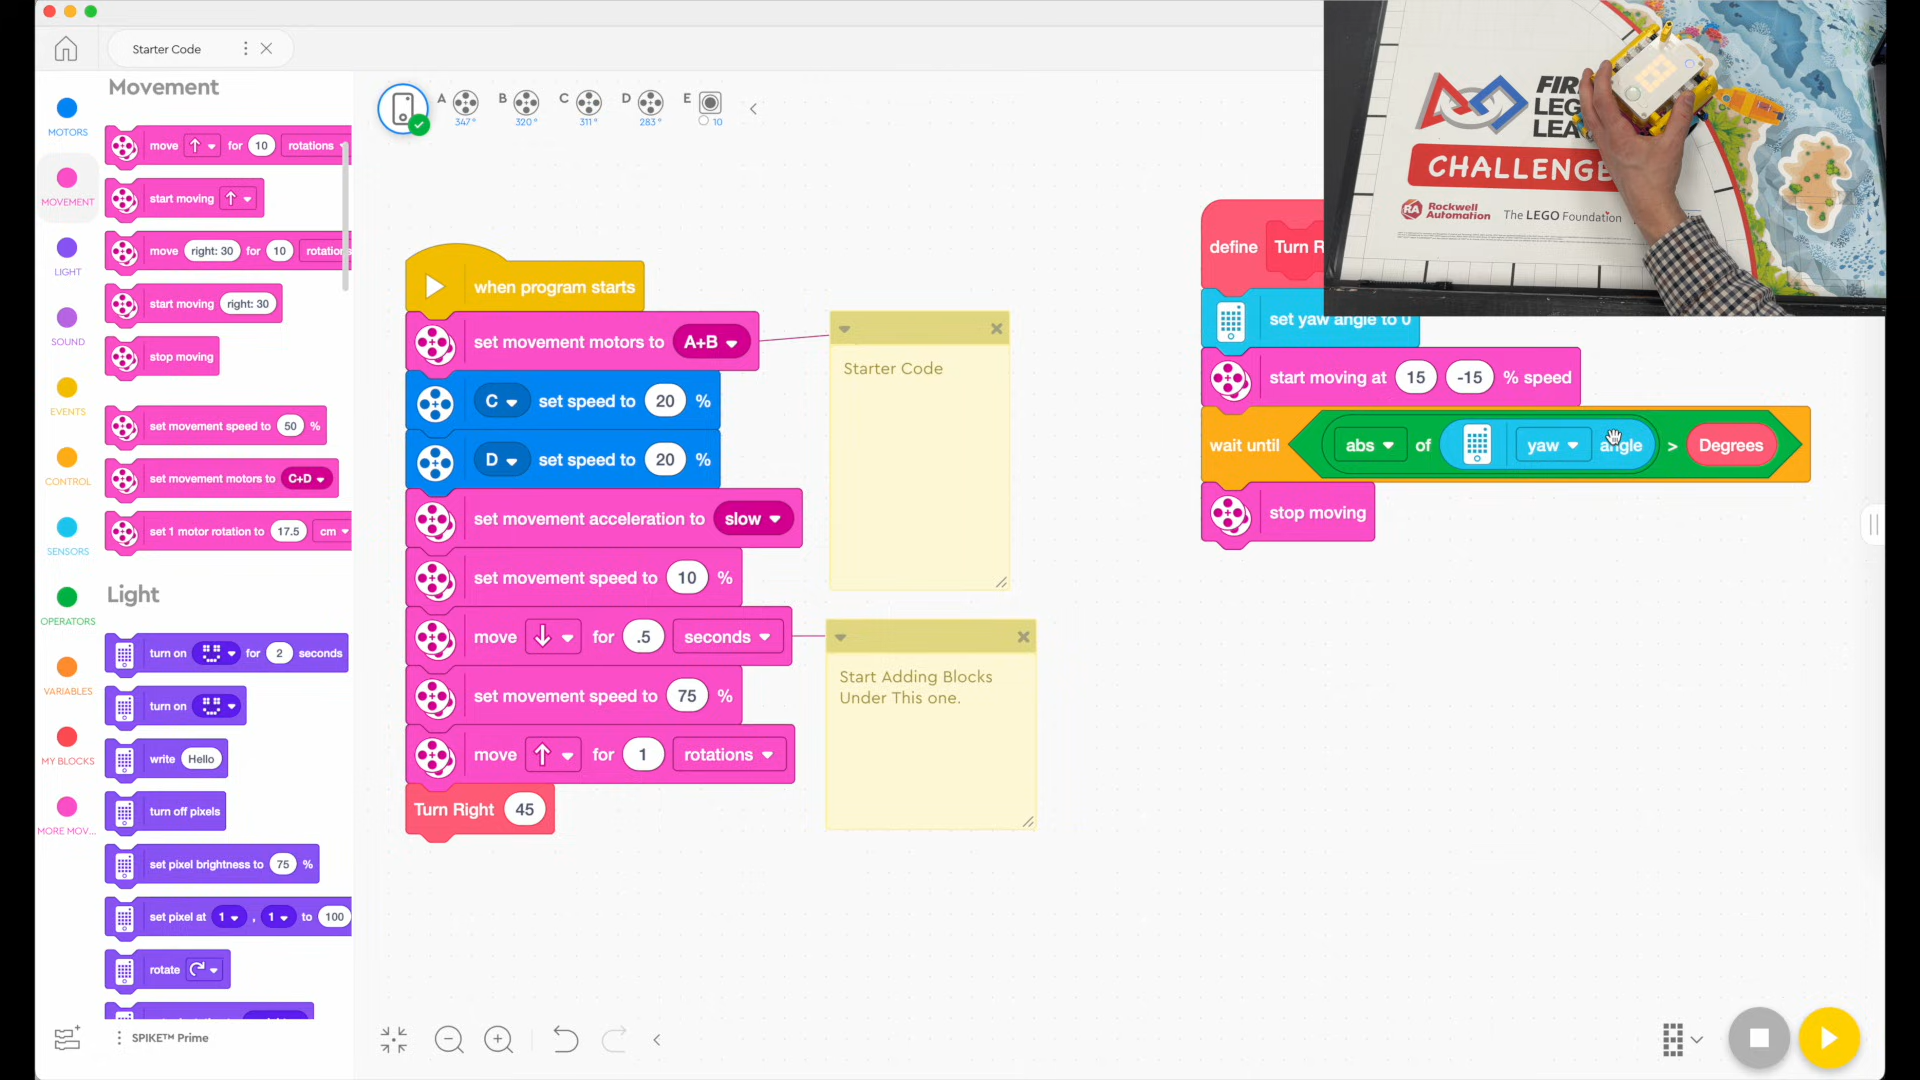 Starter Code
Movement
MOTORS
MOVEMENT
LIGHT
SOUND
EVENTS
CONTROL
SENSORS
OPERATORS
VARIABLES
MY BLOCKS
MORE MOV...
move for 10 rotations
start moving
move right: 30 for 10
start moving right: 30
stop moving
set movement speed to 50 %
set movement motors to C+D
set 1 motor rotation to 17.5 cm
Light
turn on for 2 seconds
turn on
write Hello
turn off pixels
set pixel brightness to 75 %
set pixel at 1 , 1 to 100
rotate
SPIKE™ Prime
A 347°
B 320°
C 311°
D 283°
E 10
when program starts
set movement motors to A+B
C set speed to 20 %
D set speed to 20 %
set movement acceleration to slow
set movement speed to 10 %
move for .5 seconds
set movement speed to 75 %
move for 1 rotations
Turn Right 45
Starter Code
Start Adding Blocks
Under This one.
define Turn R
set yaw angle to 0
start moving at 15 -15 % speed
wait until abs of yaw angle > Degrees
stop moving
CHALLENGE
Rockwell
Automation
The LEGO Foundation